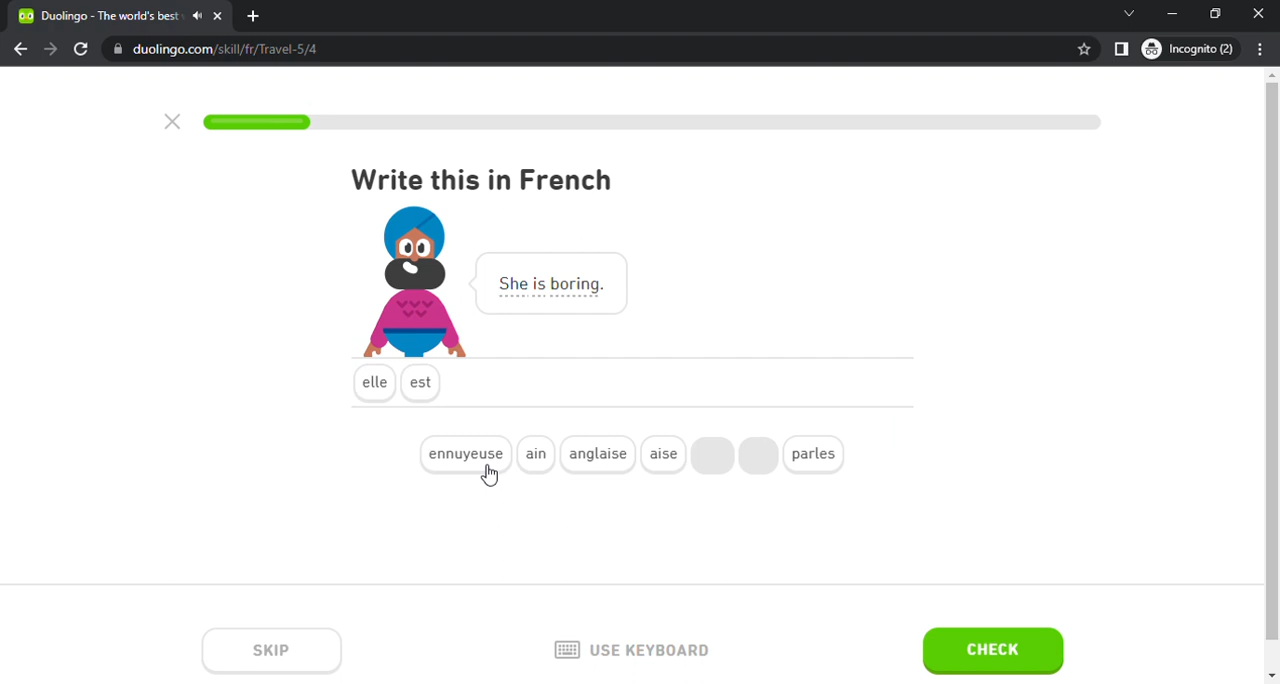 Duolingo - The world's best
duolingo.com/skill/fr/Travel-5/4
Incognito (2)
Write this in French
She is boring.
elle est
ennuyeuse ain anglaise aise parles
SKIP USE KEYBOARD CHECK